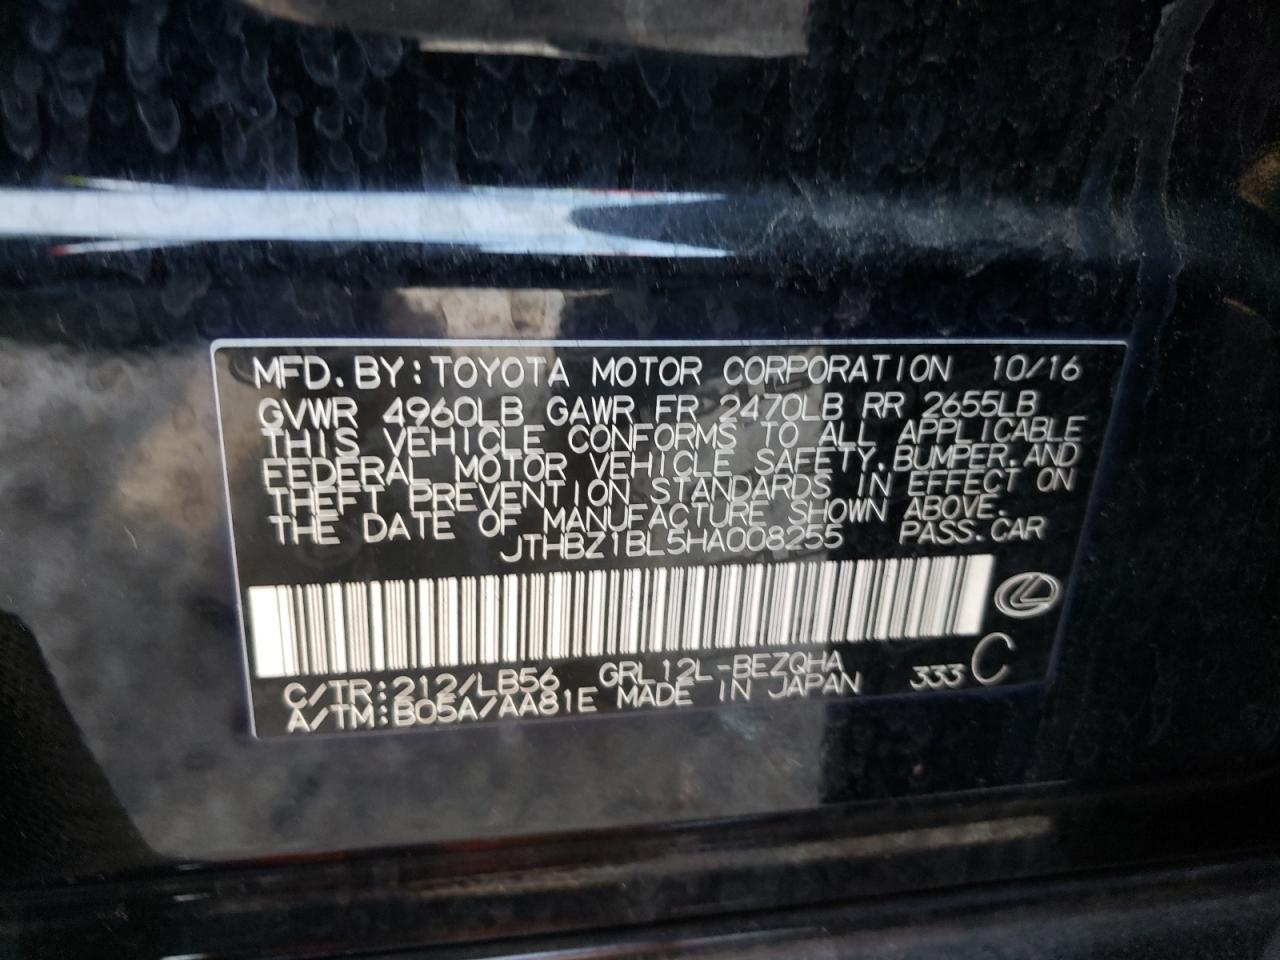 MFD.BY:TOYOTA MOTOR CORPORATION 10/16
GVWR 4960LB GAWR FR 2470LB RR 2655LB
THIS VEHICLE CONFORMS TO ALL APPLICABLE
FEDERAL MOTOR VEHICLE SAFETY,BUMPER,AND
THEFT PREVENTION STANDARDS IN EFFECT ON
THE DATE OF MANUFACTURE SHOWN ABOVE.
JTHBZ1BL5HA008255 PASS.CAR
C/TR:212/LB56 GRL12L-BEZQHA
A/TM:B05A/AA81E MADE IN JAPAN 333 C